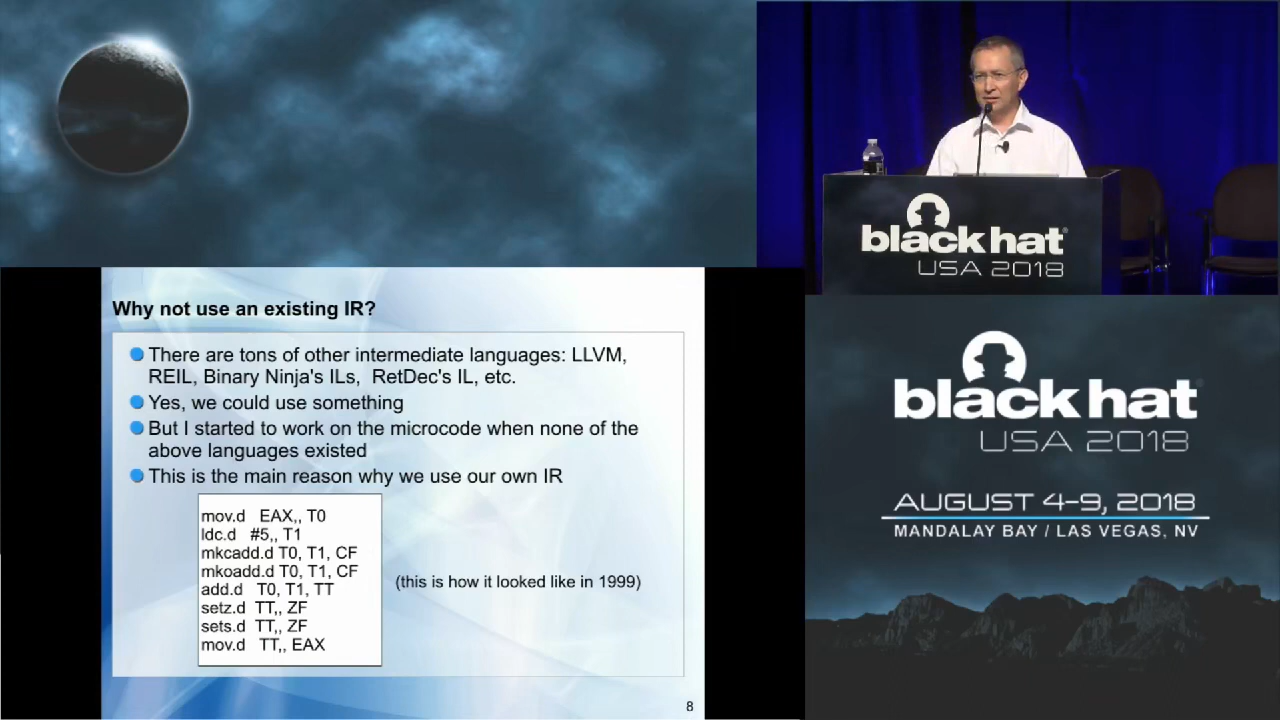 black hat
USA 2018
Why not use an existing IR?
There are tons of other intermediate languages: LLVM,
REIL, Binary Ninja's ILs, RetDec's IL, etc.
Yes, we could use something
But I started to work on the microcode when none of the
above languages existed
This is the main reason why we use our own IR
mov.d EAX,, T0
ldc.d #5,, T1
mkcadd.d T0, T1, CF
mkoadd.d T0, T1, CF
add.d T0, T1, TT
setz.d TT,, ZF
sets.d TT,, ZF
mov.d TT,, EAX
(this is how it looked like in 1999)
8
black hat
USA 2018
AUGUST 4-9, 2018
MANDALAY BAY / LAS VEGAS, NV